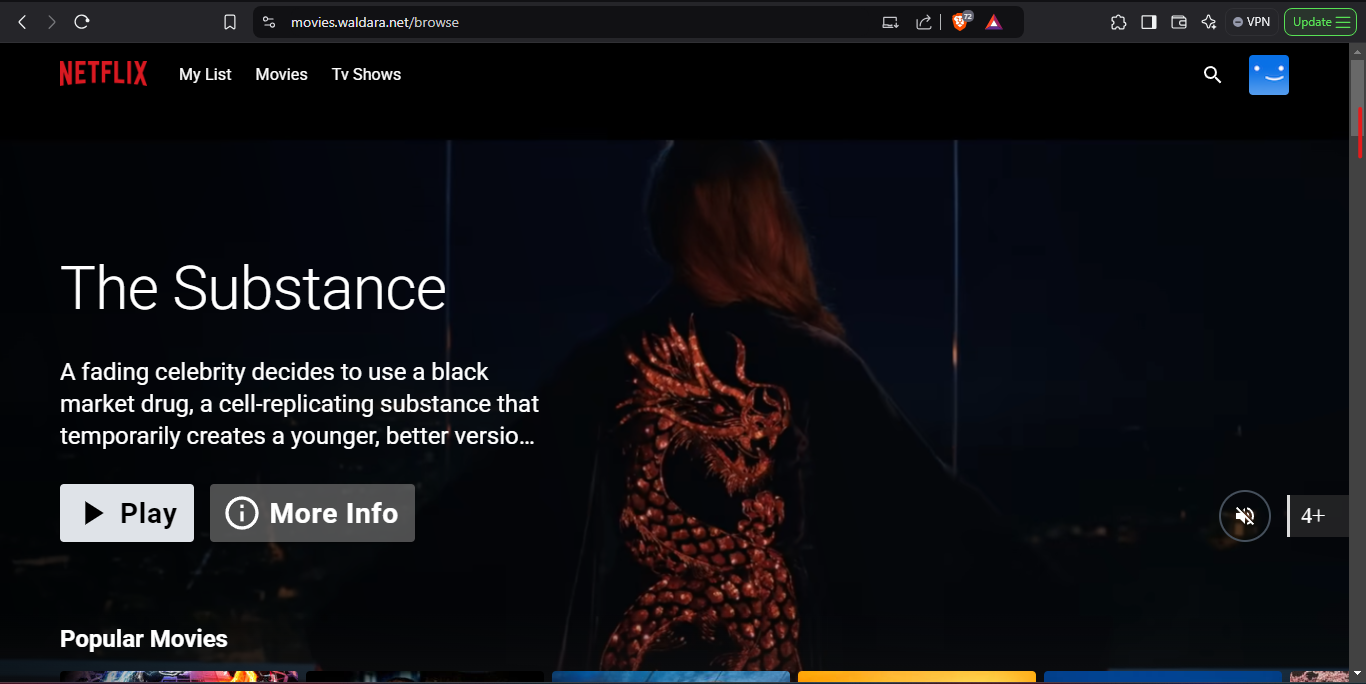 movies.waldara.net/browse
72
VPN
Update
NETFLIX
My List
Movies
Tv Shows
The Substance
A fading celebrity decides to use a black
market drug, a cell-replicating substance that
temporarily creates a younger, better versio...
Play
More Info
4+
Popular Movies